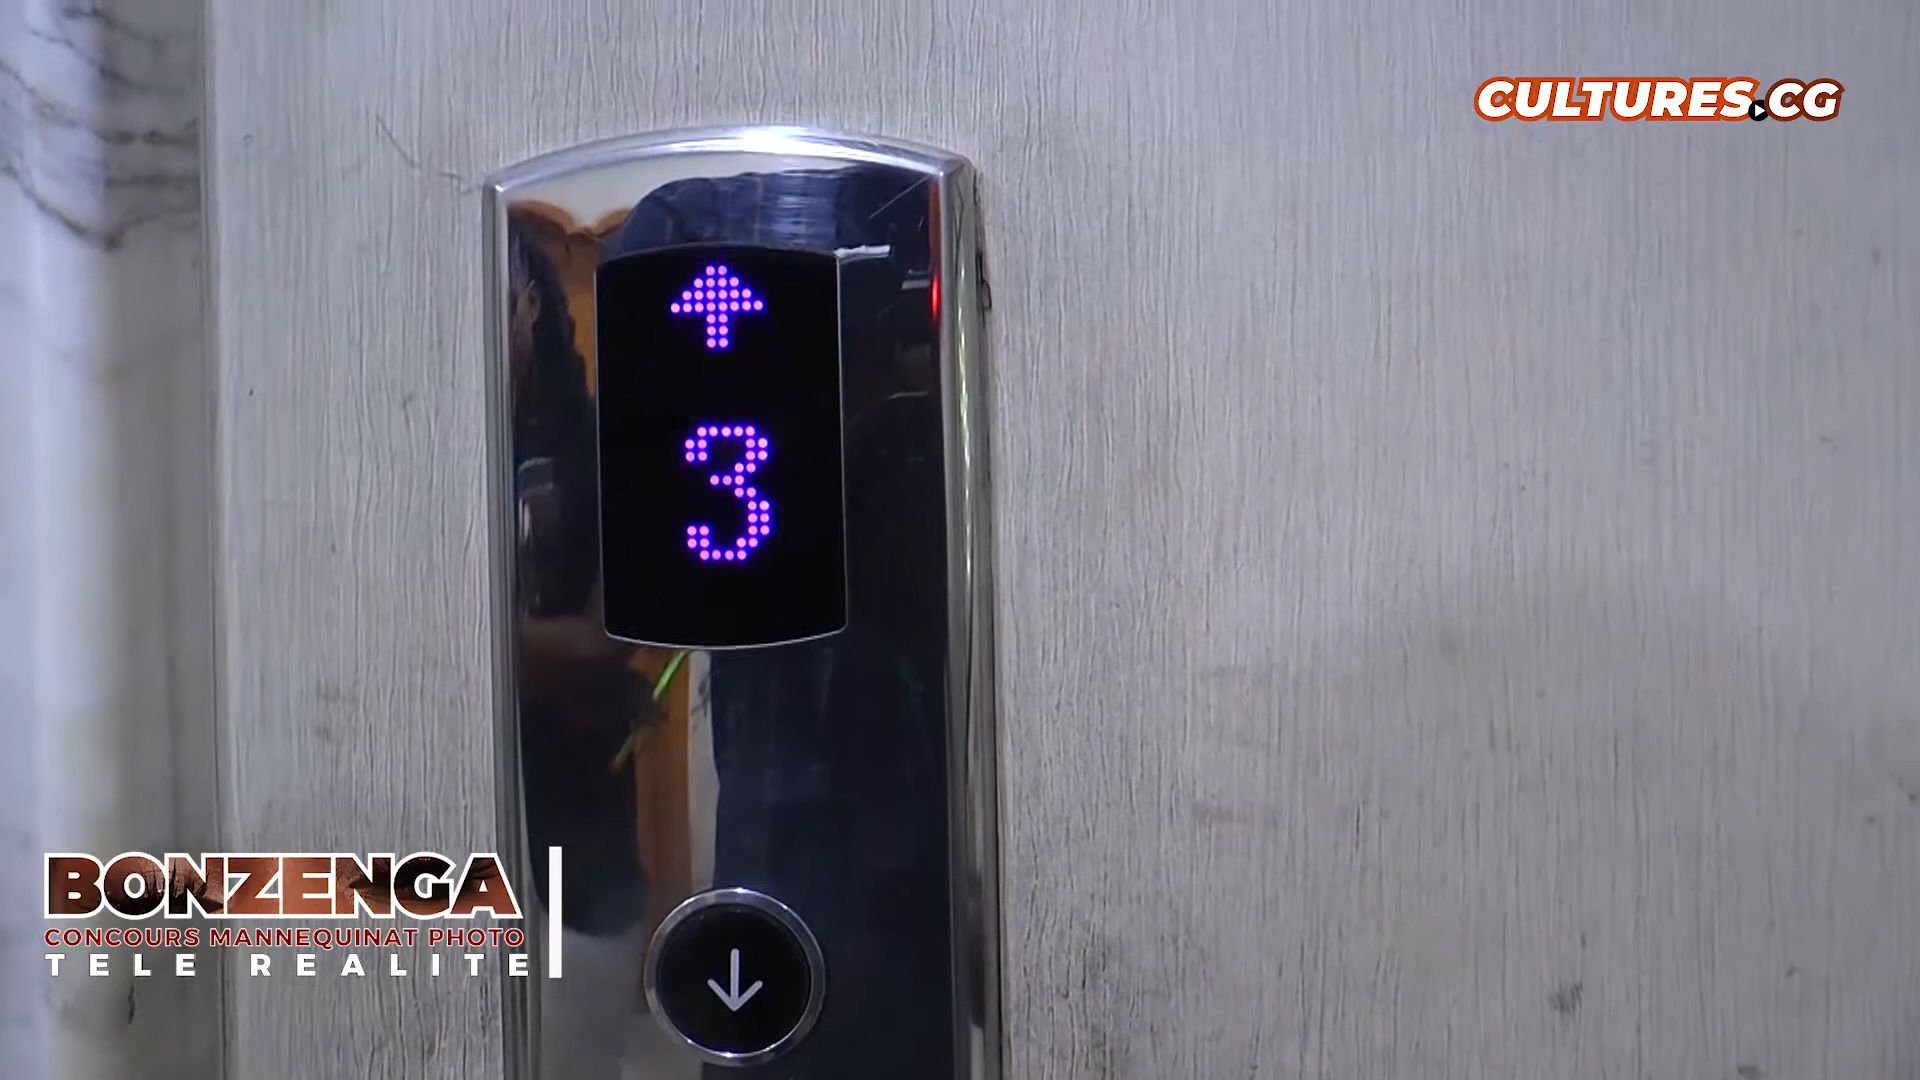 CULTURES.CG
3
BONZENGA
CONCOURS MANNEQUINAT PHOTO
TELE REALITE